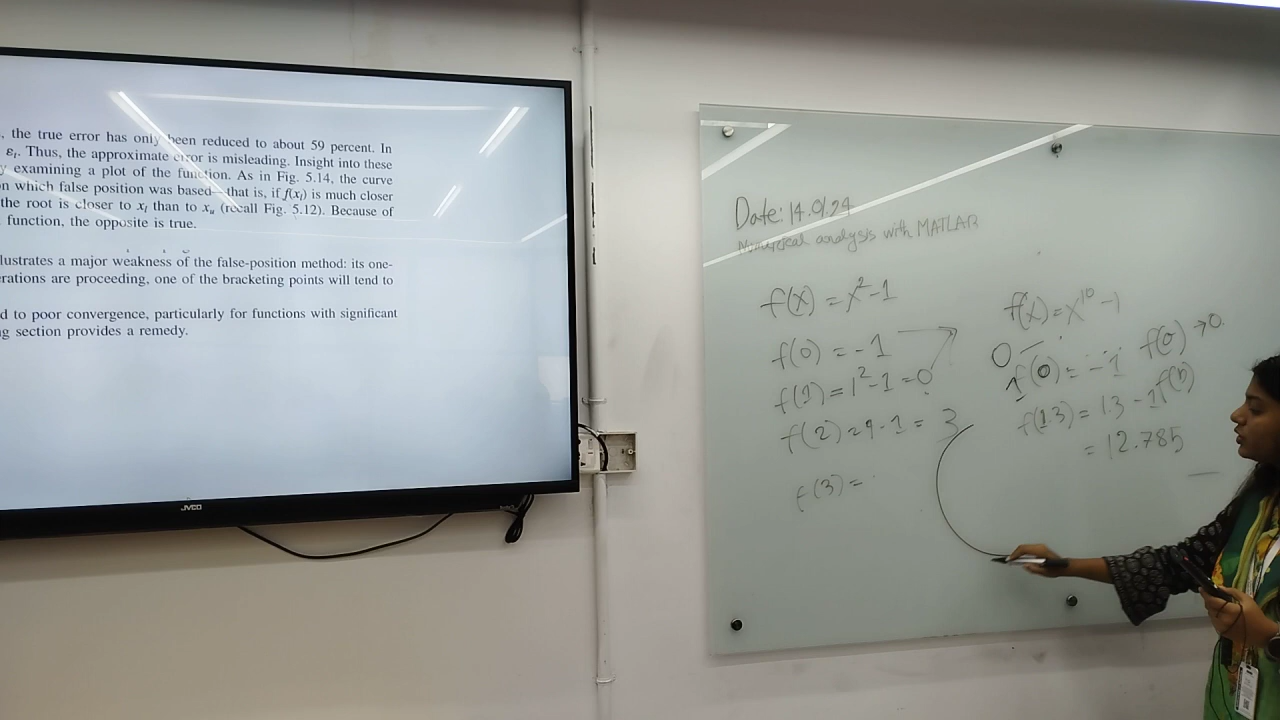 , the true error has only been reduced to about 59 percent. In
εt. Thus, the approximate error is misleading. Insight into these
y examining a plot of the function. As in Fig. 5.14, the curve
n which false position was based—that is, if f(xl) is much closer
the root is closer to xl than to xu (recall Fig. 5.12). Because of
function, the opposite is true.
lustrates a major weakness of the false-position method: its one-
rations are proceeding, one of the bracketing points will tend to
d to poor convergence, particularly for functions with significant
g section provides a remedy.
JVCO
Date: 14.
Numerical analysis with MATLAB
f(x) = x²-1
f(0) = -1
f(1) = 1²-1 = 0
f(2) = 4-1 = 3
f(3) =
f(x) = x¹⁰-1
0
f(0) = -1 f(0) → 0
f(1.3) = 1.3 - 1
= 12.785